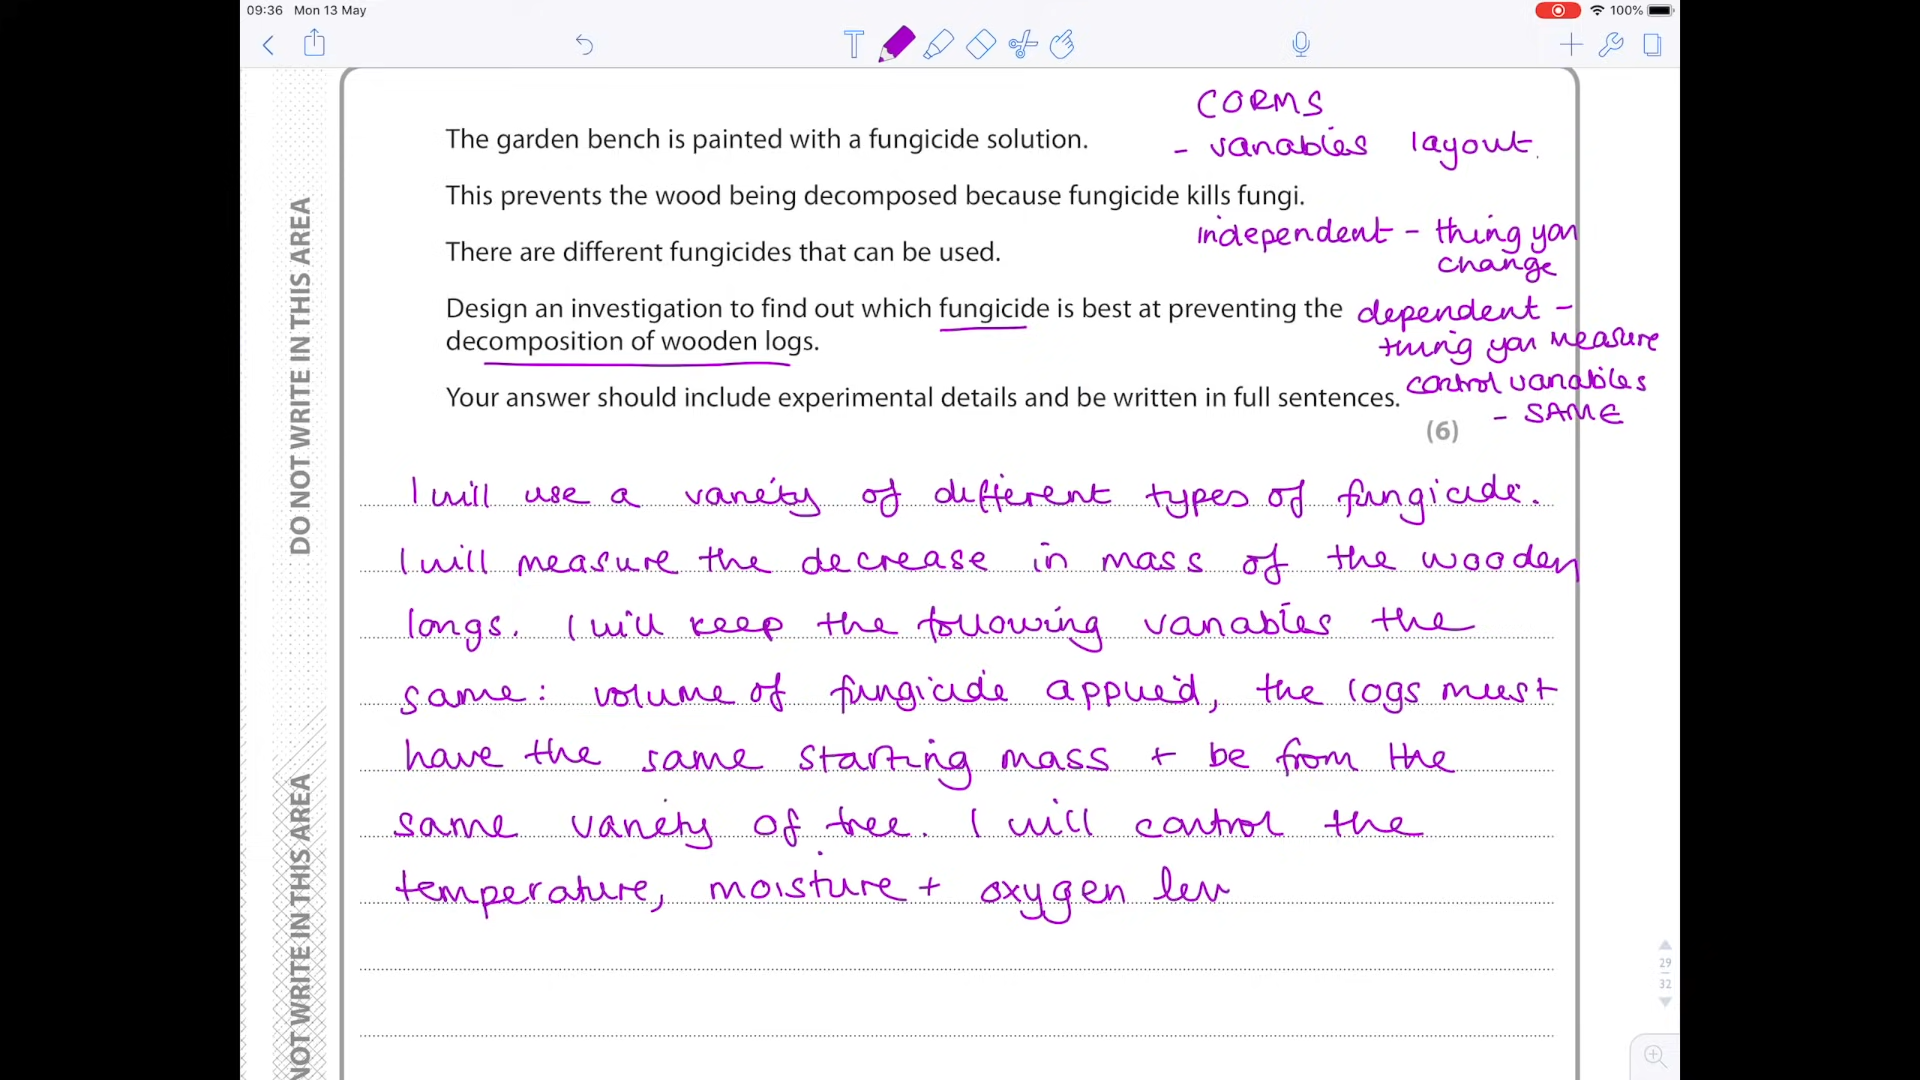 09:36 Mon 13 May
100%
CORMS
The garden bench is painted with a fungicide solution.
- variables layout.
This prevents the wood being decomposed because fungicide kills fungi.
independent - thing you
change
There are different fungicides that can be used.
Design an investigation to find out which fungicide is best at preventing the
decomposition of wooden logs.
dependent -
thing you measure
control variables
- SAME
Your answer should include experimental details and be written in full sentences.
(6)
I will use a variety of different types of fungicide.
I will measure the decrease in mass of the wooden
longs. I will keep the following variables the
same: volume of fungicide applied, the logs must
have the same starting mass + be from the
same variety of tree. I will control the
temperature, moisture + oxygen lev
DO NOT WRITE IN THIS AREA
NOT WRITE IN THIS AREA
29
32